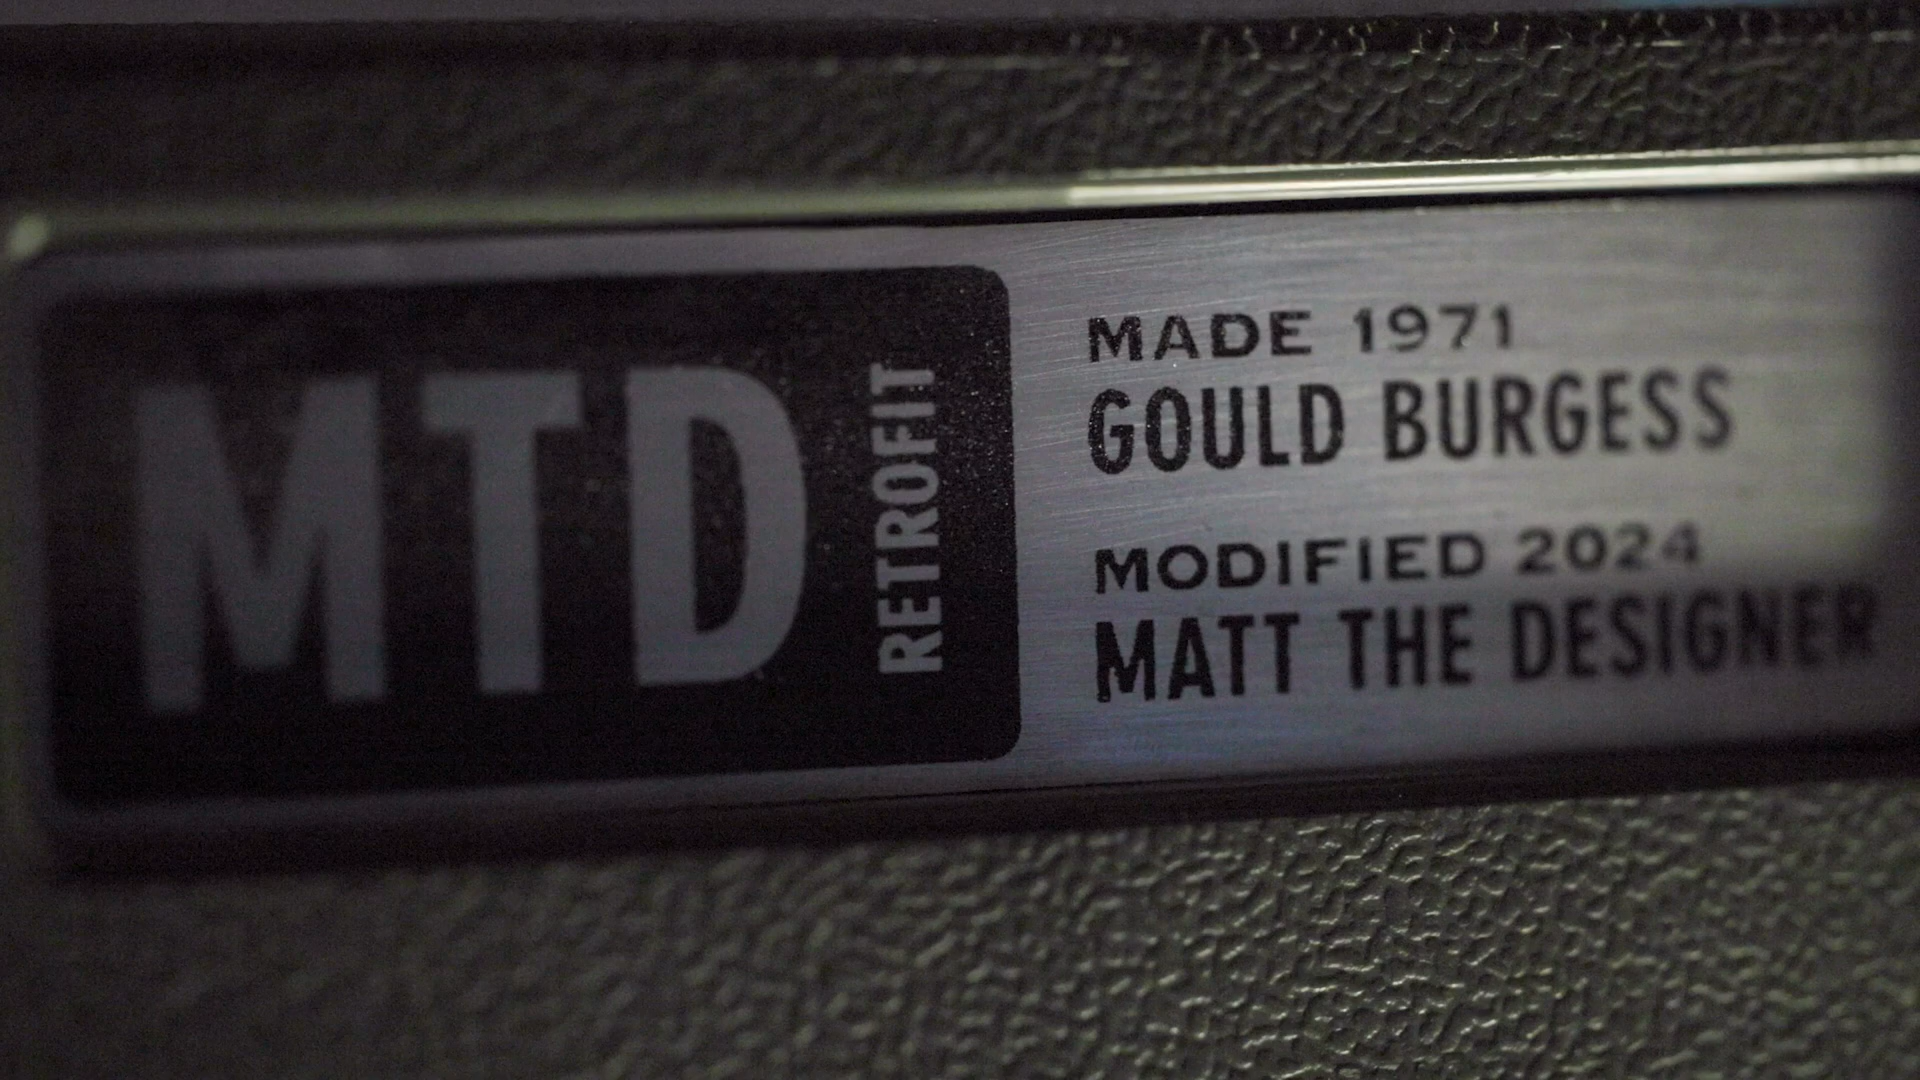 MTD
RETROFIT
MADE 1971
GOULD BURGESS
MODIFIED 2024
MATT THE DESIGNER